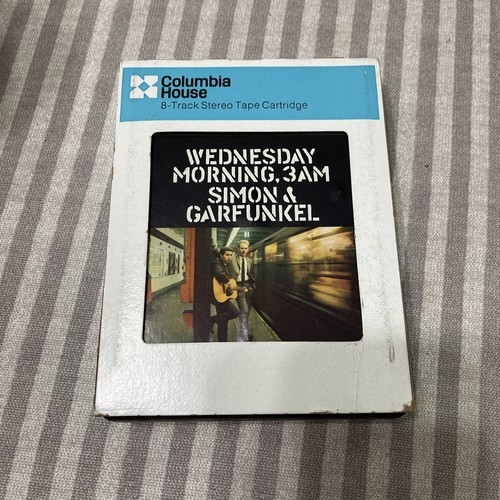 Columbia
House
8-Track Stereo Tape Cartridge
WEDNESDAY
MORNING, 3AM
SIMON &
GARFUNKEL